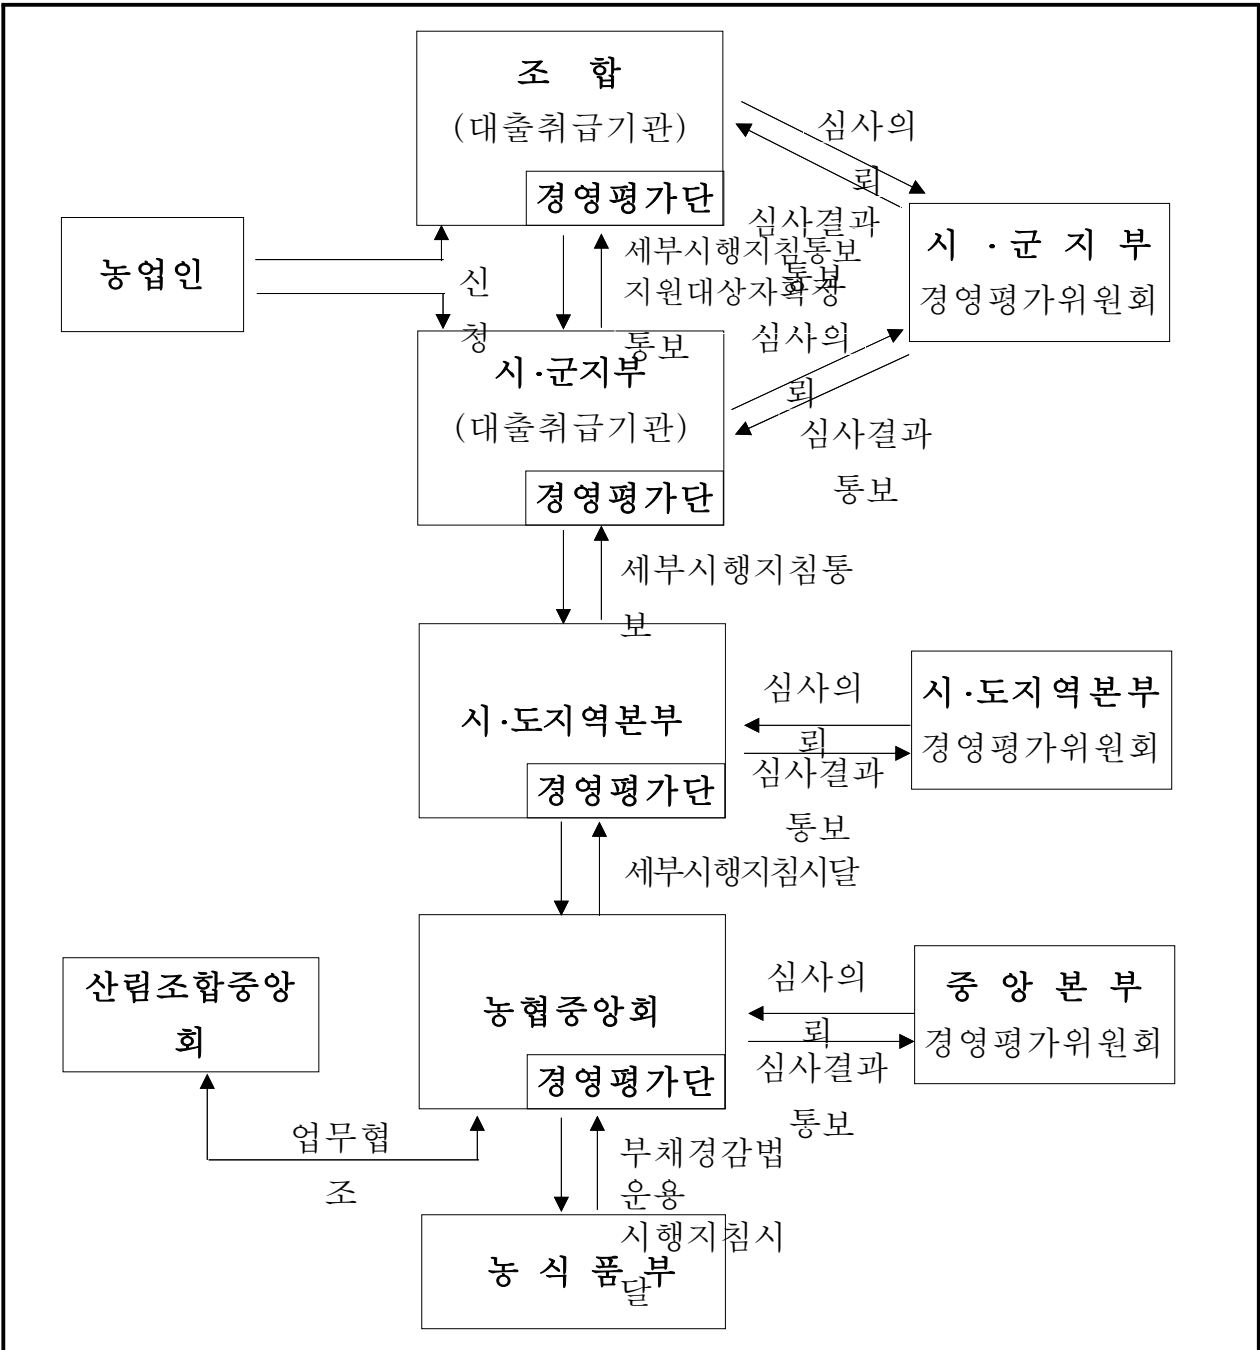 조 합
(대출취급기관)
경영평가단
심사의
뢰
심사결과
통보
농업인
신
청
세부시행지침통보
지원대상자확정
통보
시 · 군 지 부
경영평가위원회
시·군지부
(대출취급기관)
경영평가단
심사의
뢰
심사결과
통보
세부시행지침통
보
시·도지역본부
경영평가단
심사의
뢰
심사결과
통보
시·도지역본부
경영평가위원회
세부시행지침시달
산림조합중앙
회
농협중앙회
경영평가단
심사의
뢰
심사결과
통보
중 앙 본 부
경영평가위원회
업무협
조
부채경감법
운용
시행지침시
달
농 식 품 부